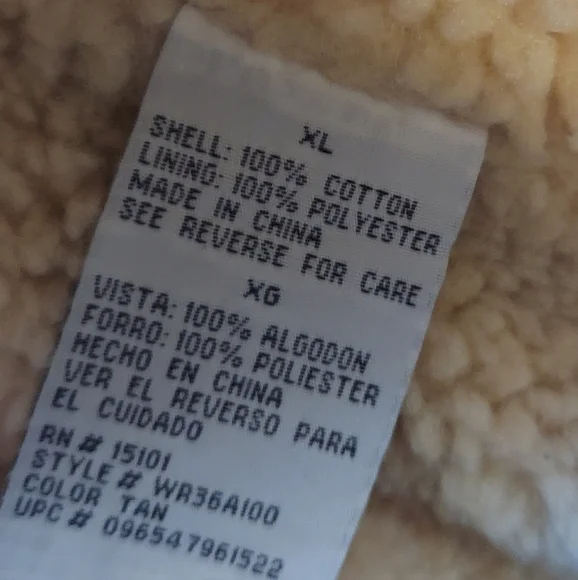 XL
SHELL: 100% COTTON
LINING: 100% POLYESTER
MADE IN CHINA
SEE REVERSE FOR CARE
XG
VISTA: 100% ALGODON
FORRO: 100% POLIESTER
HECHO EN CHINA
VER EL REVERSO PARA
EL CUIDADO
RN # 15101
STYLE # WR36A100
COLOR TAN
UPC # 096547961522